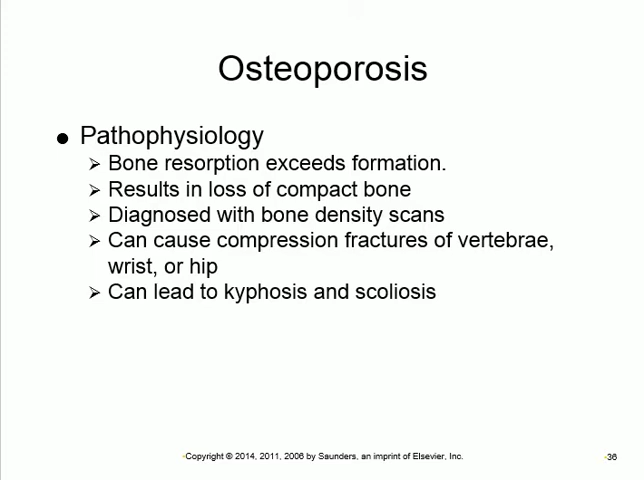 Osteoporosis
● Pathophysiology
➢ Bone resorption exceeds formation.
➢ Results in loss of compact bone
➢ Diagnosed with bone density scans
➢ Can cause compression fractures of vertebrae,
wrist, or hip
➢ Can lead to kyphosis and scoliosis
Copyright © 2014, 2011, 2006 by Saunders, an imprint of Elsevier, Inc.
36